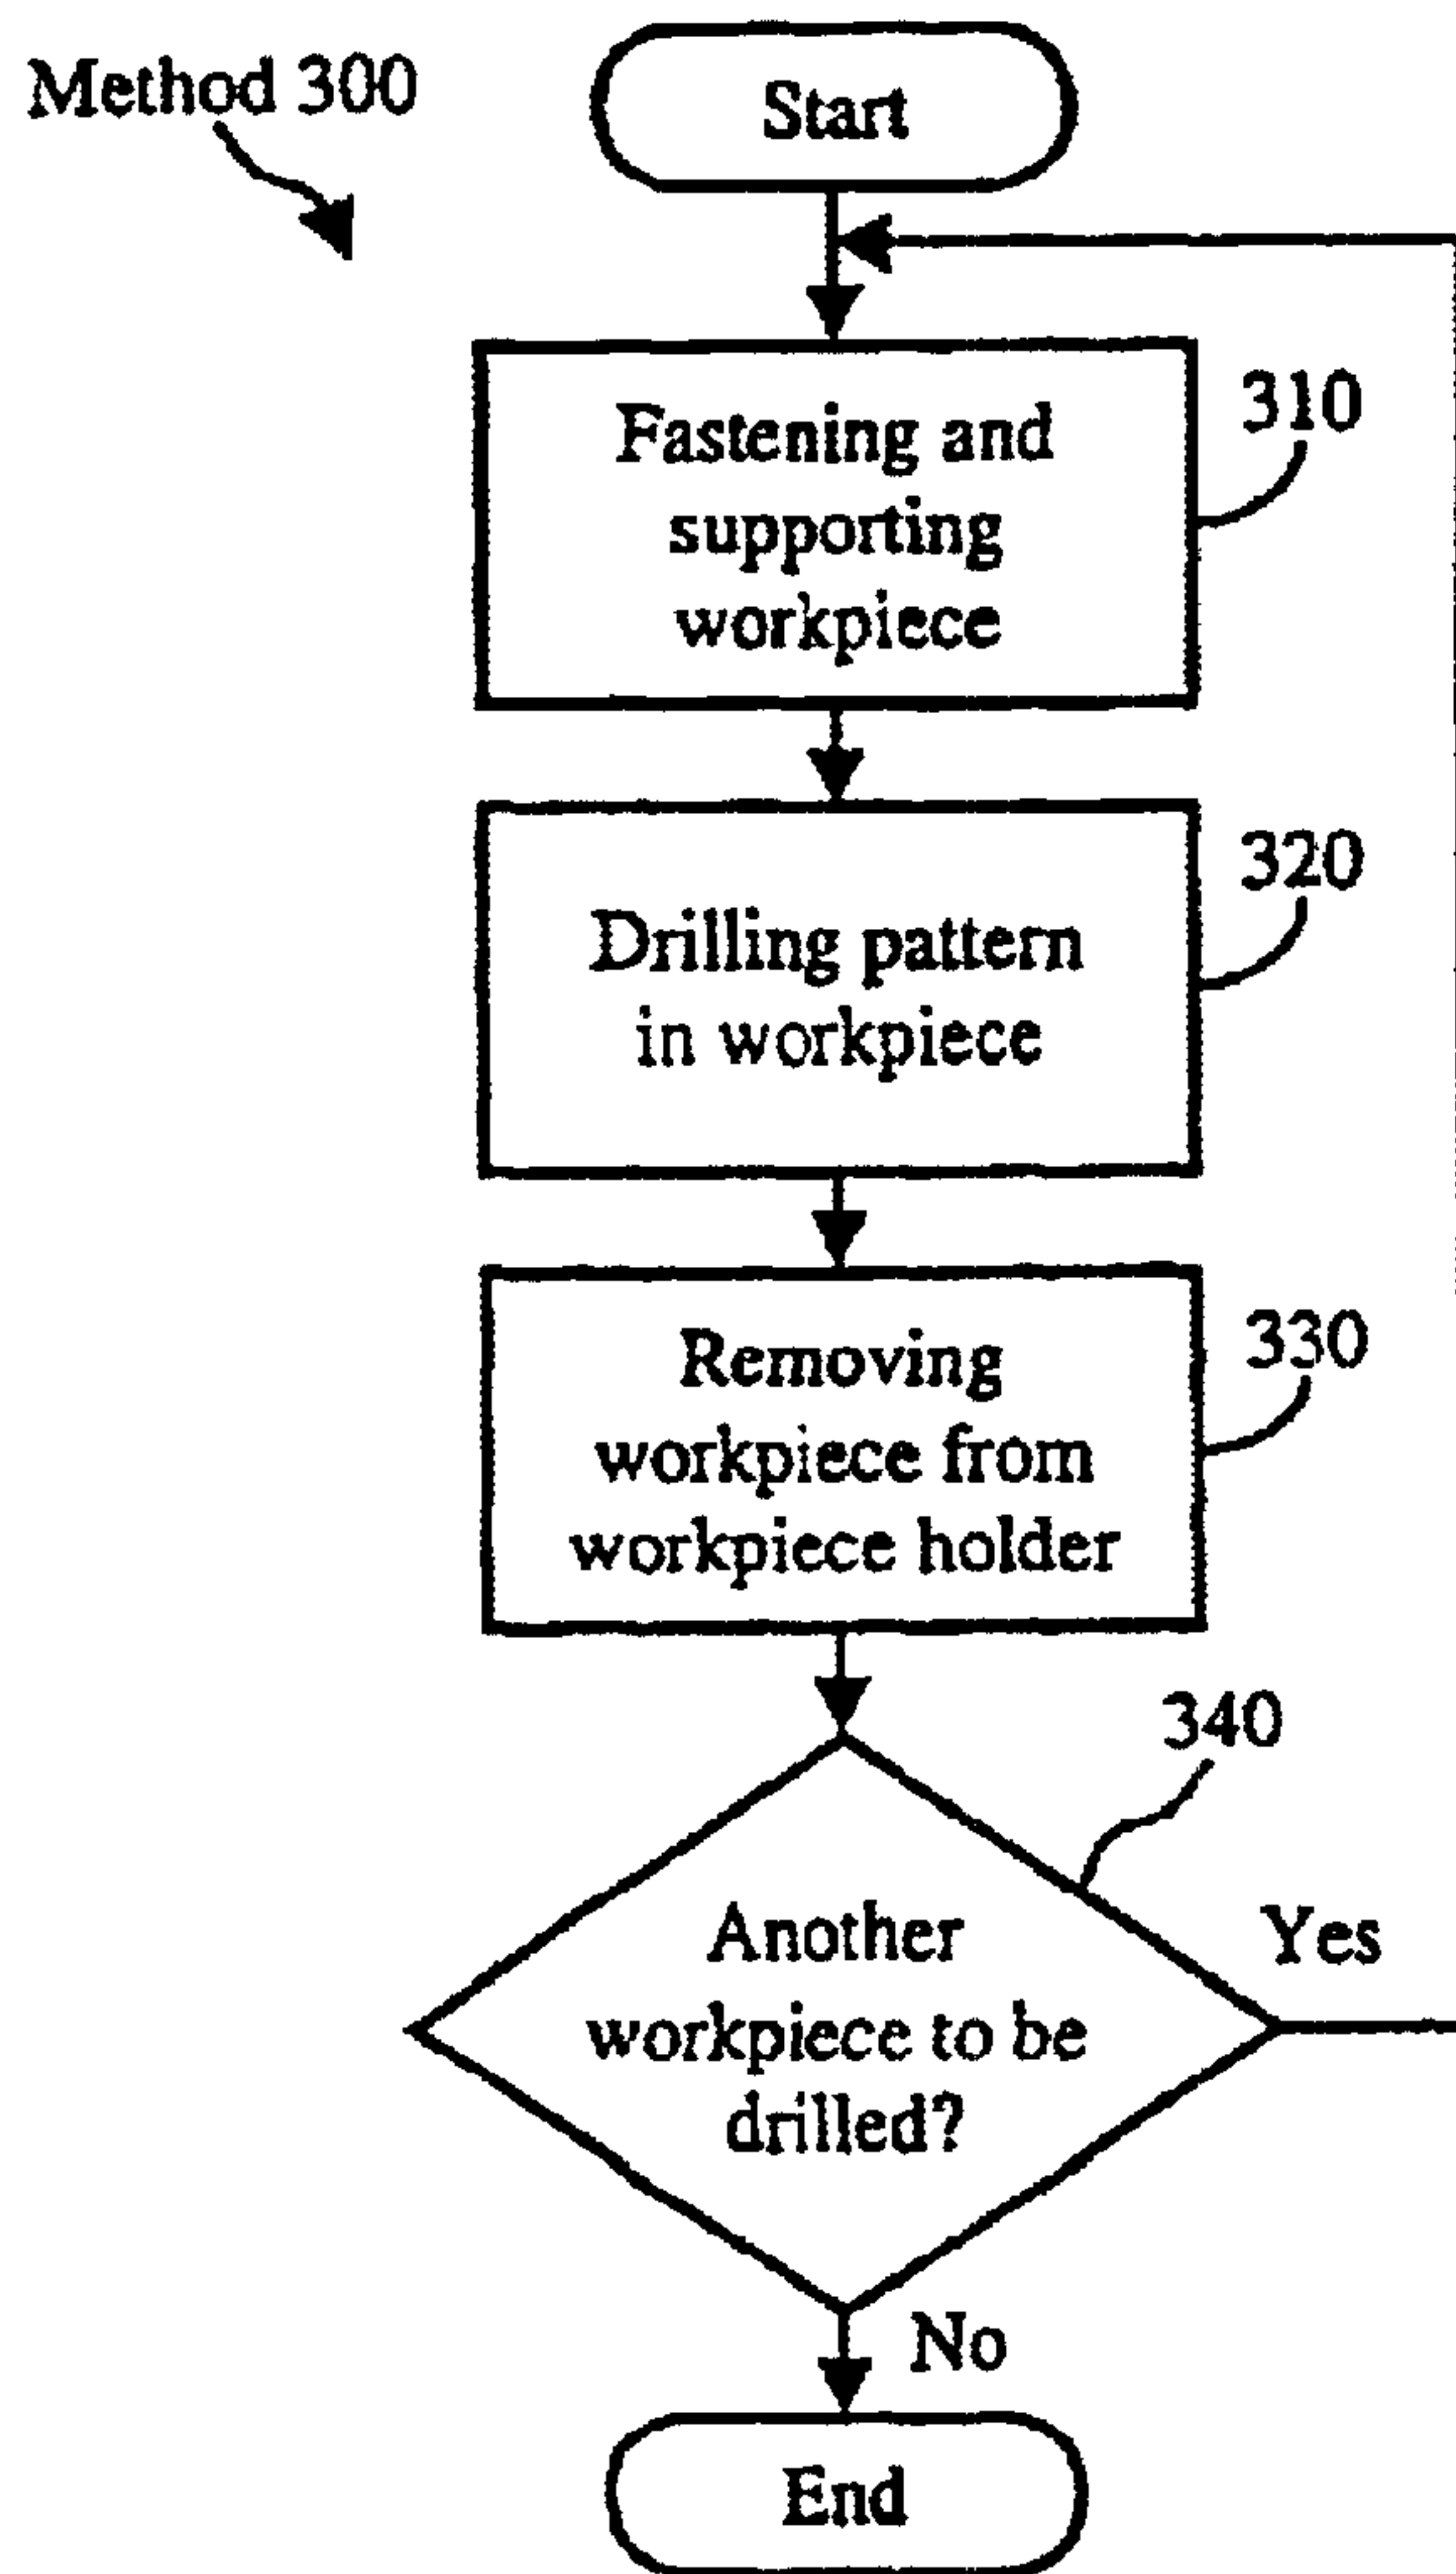 Method 300
Start
Fastening and
supporting
workpiece
310
Drilling pattern
in workpiece
320
Removing
workpiece from
workpiece holder
330
340
Another
workpiece to be
drilled?
Yes
No
End